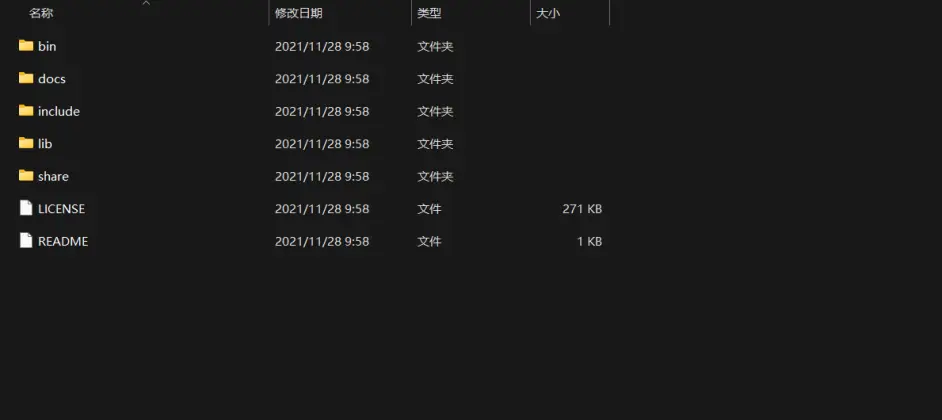 名称 修改日期 类型 大小
bin 2021/11/28 9:58 文件夹
docs 2021/11/28 9:58 文件夹
include 2021/11/28 9:58 文件夹
lib 2021/11/28 9:58 文件夹
share 2021/11/28 9:58 文件夹
LICENSE 2021/11/28 9:58 文件 271 KB
README 2021/11/28 9:58 文件 1 KB